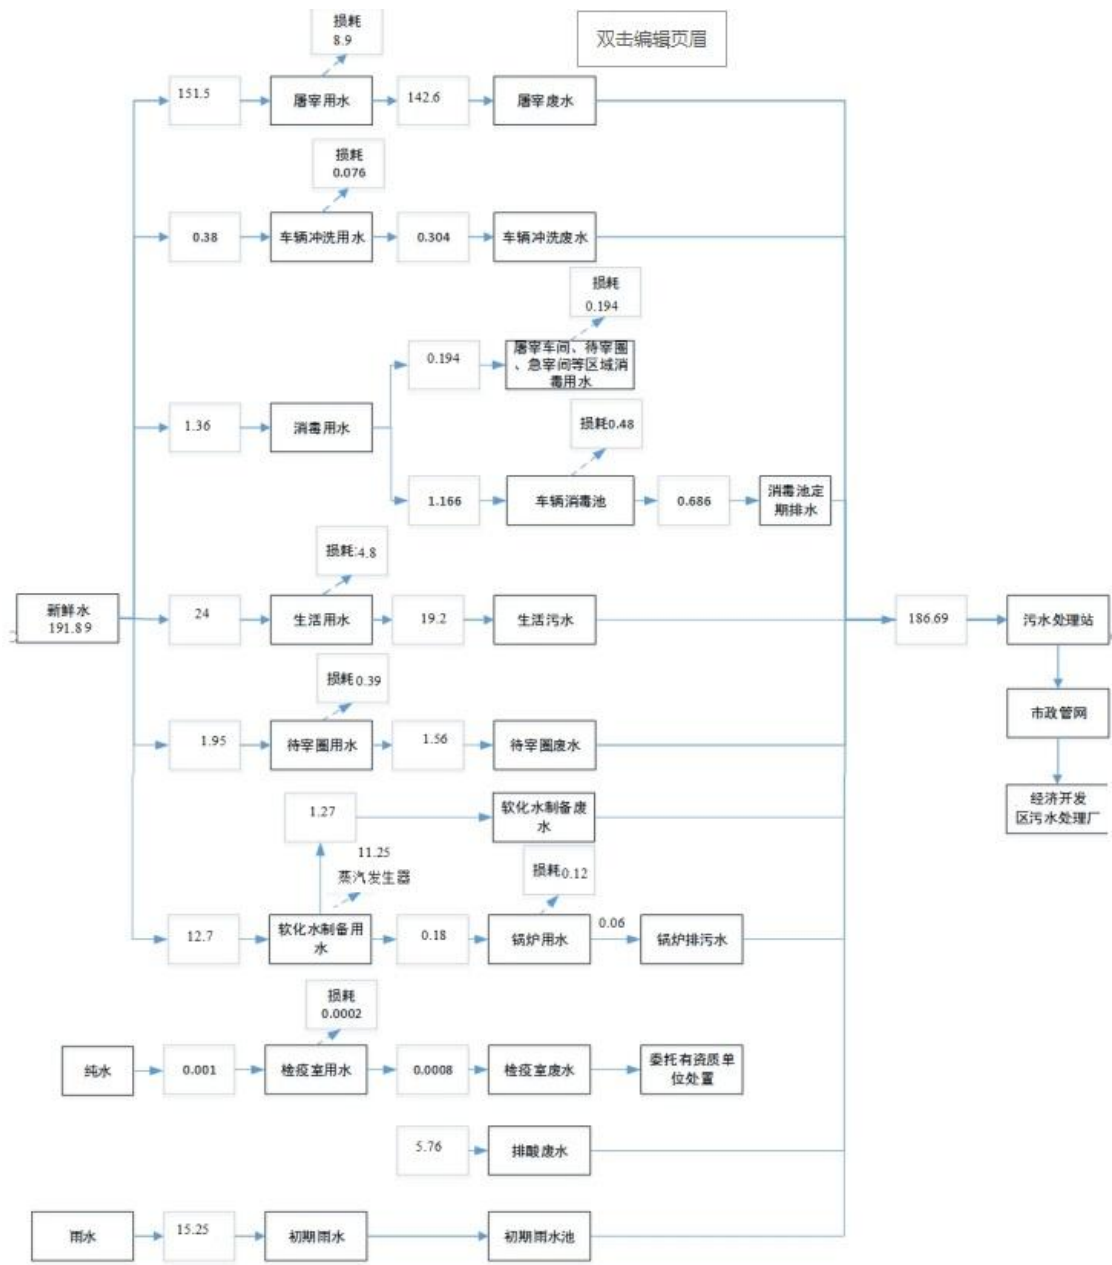 损耗
8.9
双击编辑页眉
151.5
屠宰用水
142.6
屠宰废水
损耗
0.076
0.38
车辆冲洗用水
0.304
车辆冲洗废水
损耗
0.194
0.194
屠宰车间、待宰圈
、急宰间等区域消
毒用水
1.36
消毒用水
损耗0.48
1.166
车辆消毒池
0.686
消毒池定
期排水
损耗:4.8
新鲜水
191.89
24
生活用水
19.2
生活污水
186.69
污水处理站
损耗0.39
市政管网
1.95
待宰圈用水
1.56
待宰圈废水
1.27
软化水制备废
水
经济开发
区污水处理厂
11.25
蒸汽发生器
损耗0.12
12.7
软化水制备用
水
0.18
锅炉用水
0.06
锅炉排污水
损耗
0.0002
纯水
0.001
检疫室用水
0.0008
检疫室废水
委托有资质单
位处置
5.76
排酸废水
雨水
15.25
初期雨水
初期雨水池